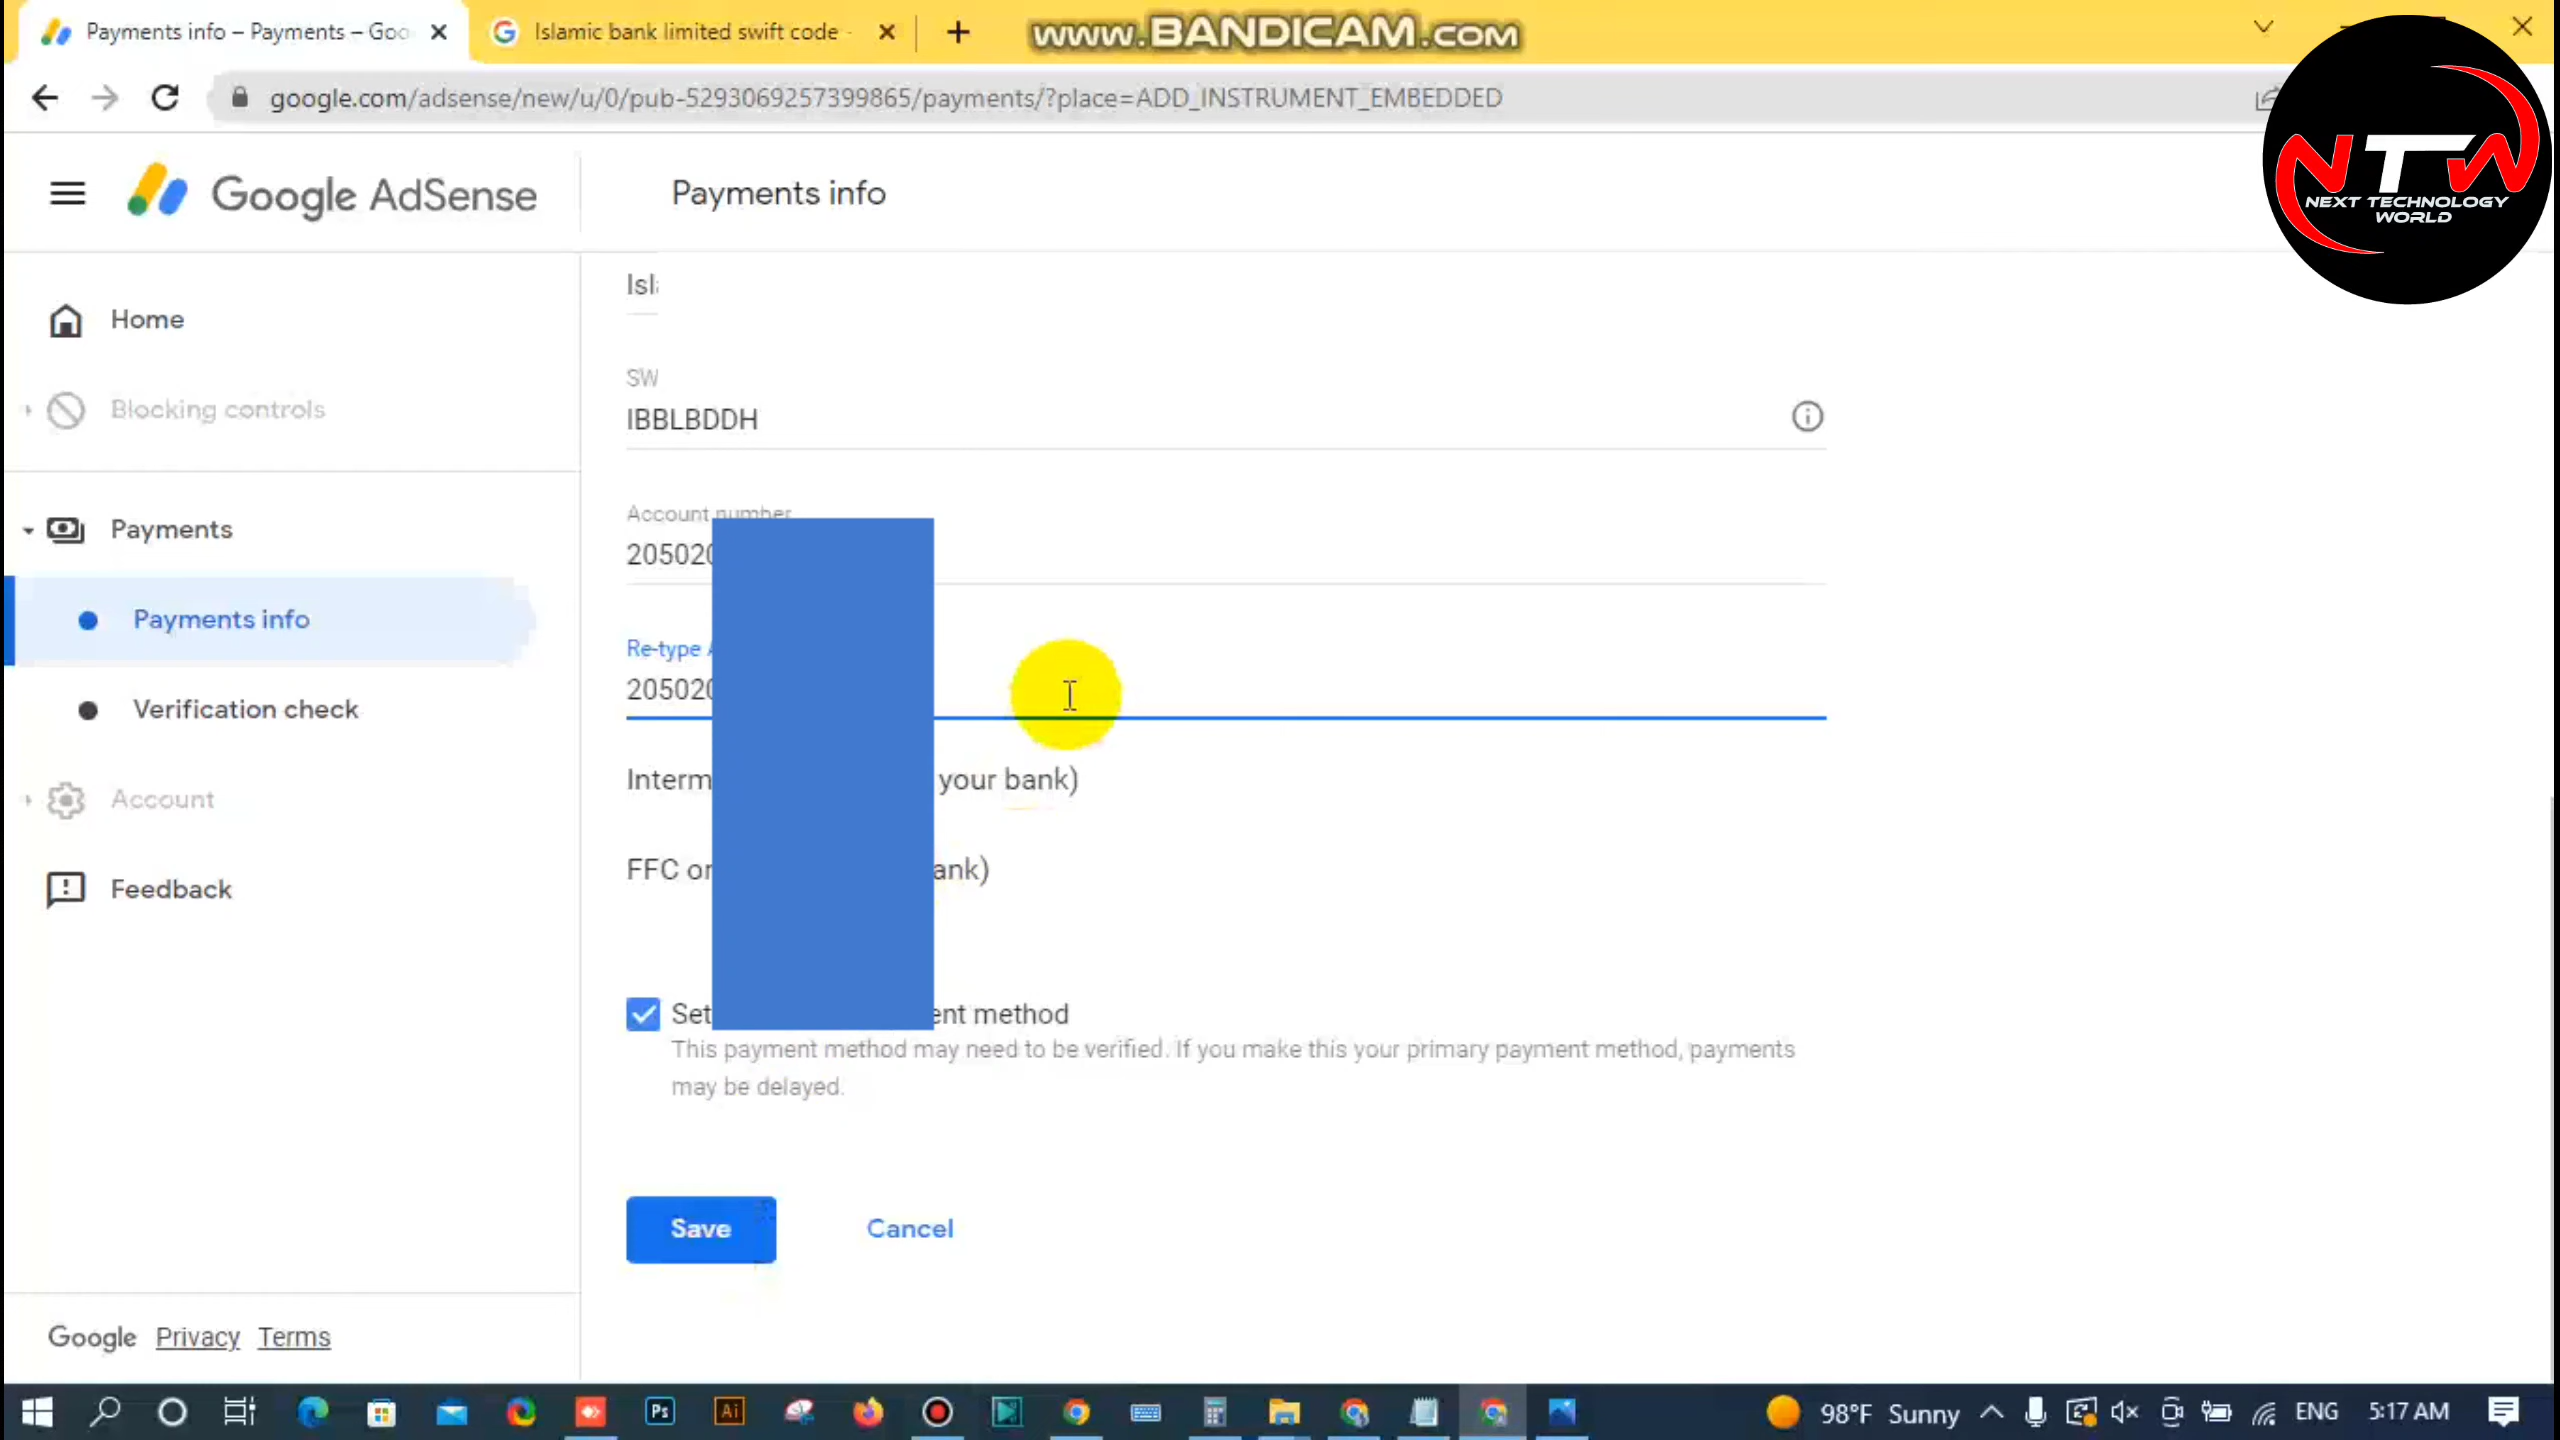 Payments info – Payments – Goo
Islamic bank limited swift code -
www.BANDICAM.com
google.com/adsense/new/u/0/pub-5293069257399865/payments/?place=ADD_INSTRUMENT_EMBEDDED
NTW
NEXT TECHNOLOGY
WORLD
Google AdSense
Payments info
Home
Blocking controls
Payments
Payments info
Verification check
Account
Feedback
Isl
SW
IBBLBDDH
Account number
205020
Re-type
205020
Interm your bank)
FFC or ank)
Set ent method
This payment method may need to be verified. If you make this your primary payment method, payments
may be delayed.
Save
Cancel
Google Privacy Terms
Ps
Ai
98°F Sunny
ENG
5:17 AM